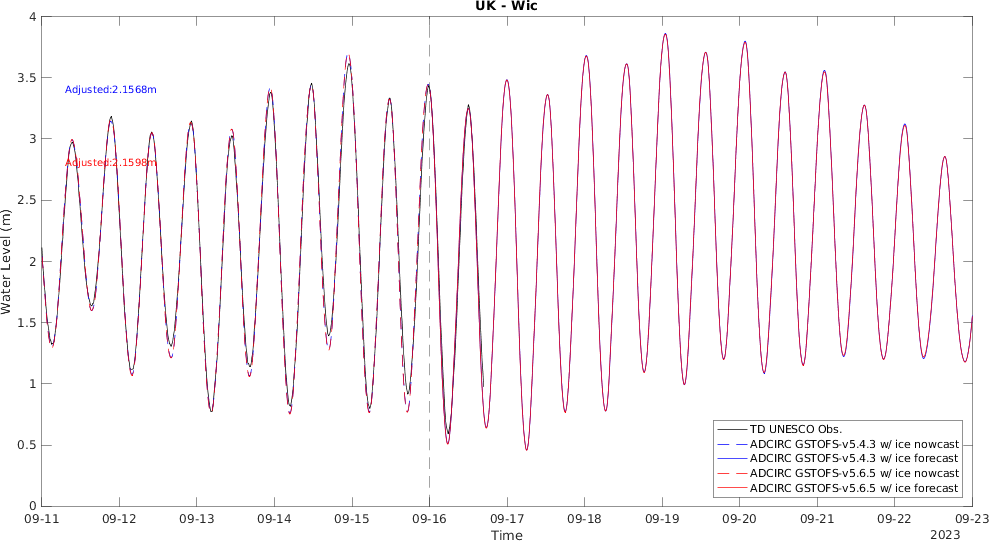 UK - Wic
4
3.5
3
2.5
2
1.5
1
0.5
0
Water Level (m)
Adjusted:2.1568m
Adjusted:2.1598m
TD UNESCO Obs.
ADCIRC GSTOFS-v5.4.3 w/ ice nowcast
ADCIRC GSTOFS-v5.4.3 w/ ice forecast
ADCIRC GSTOFS-v5.6.5 w/ ice nowcast
ADCIRC GSTOFS-v5.6.5 w/ ice forecast
09-11 09-12 09-13 09-14 09-15 09-16 09-17 09-18 09-19 09-20 09-21 09-22 09-23
Time
2023